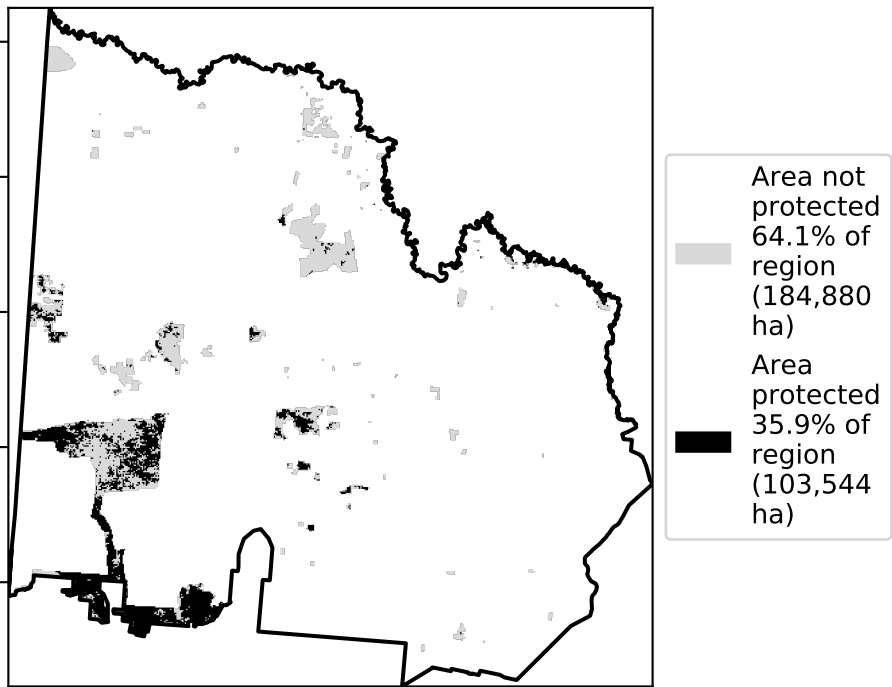 Area not
protected
64.1% of
region
(184,880
ha)
Area
protected
35.9% of
region
(103,544
ha)